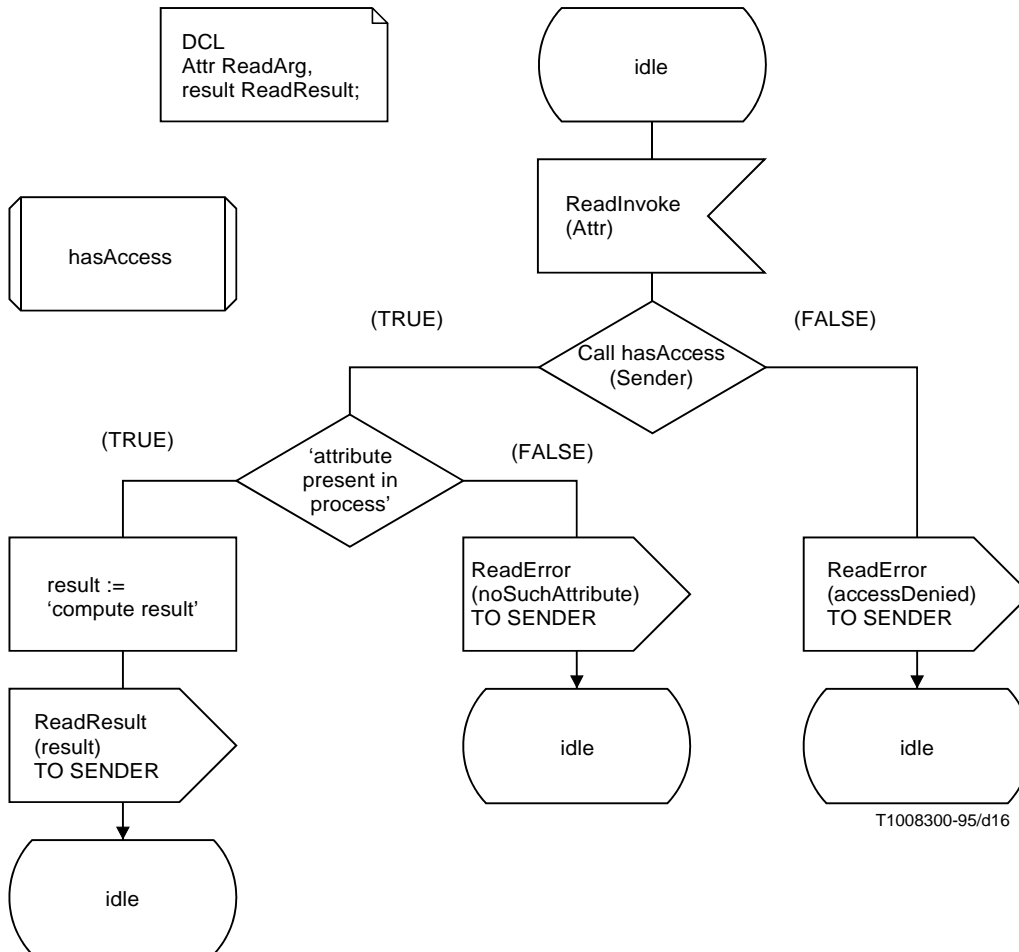 DCL
Attr ReadArg,
result ReadResult;
idle
ReadInvoke
(Attr)
hasAccess
(TRUE)
(FALSE)
Call hasAccess
(Sender)
(TRUE)
(FALSE)
‘attribute
present in
process’
result :=
‘compute result’
ReadError
(noSuchAttribute)
TO SENDER
ReadError
(accessDenied)
TO SENDER
ReadResult
(result)
TO SENDER
idle
idle
T1008300-95/d16
idle